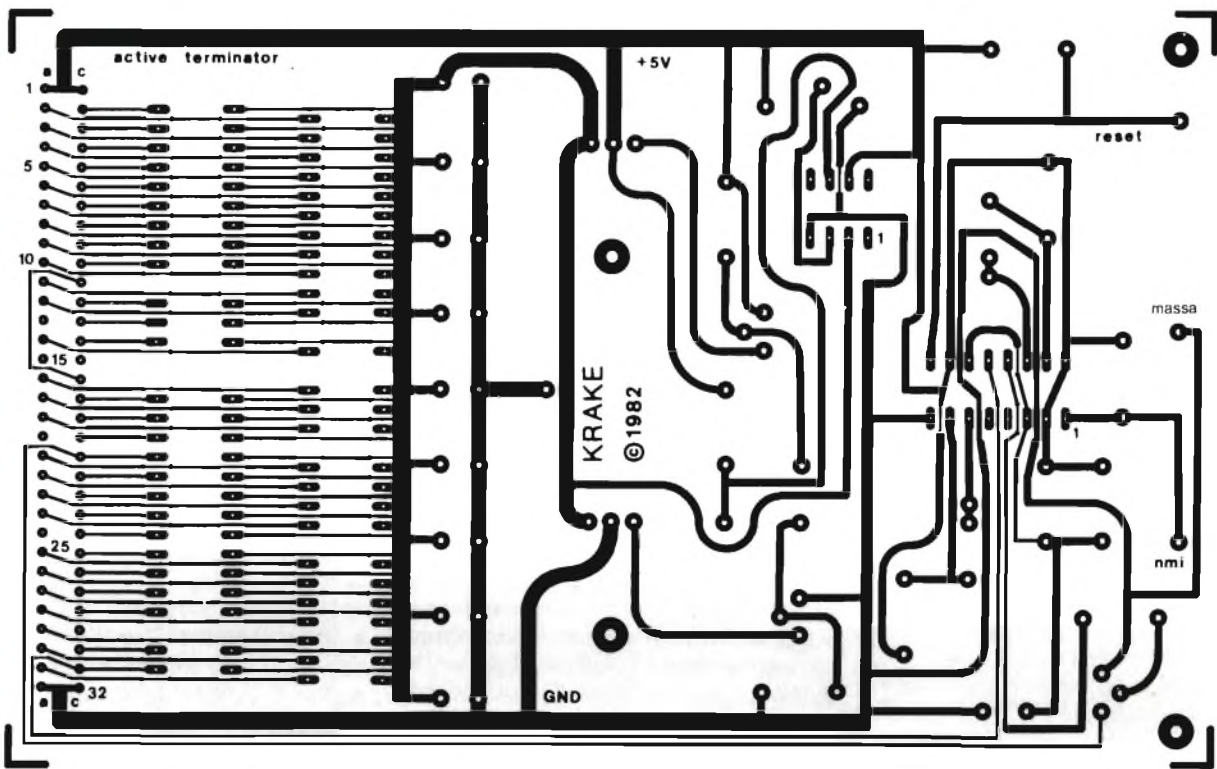 active terminator
+5V
a c
1
reset
5
1
10
massa
15
KRAKE
©1982
1
25
nmi
32
GND
a c